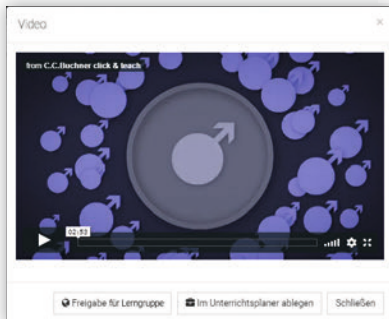 Video
×
from C.C.Buchner click & teach
02:53
Freigabe für Lerngruppe Im Unterrichtsplaner ablegen Schließen